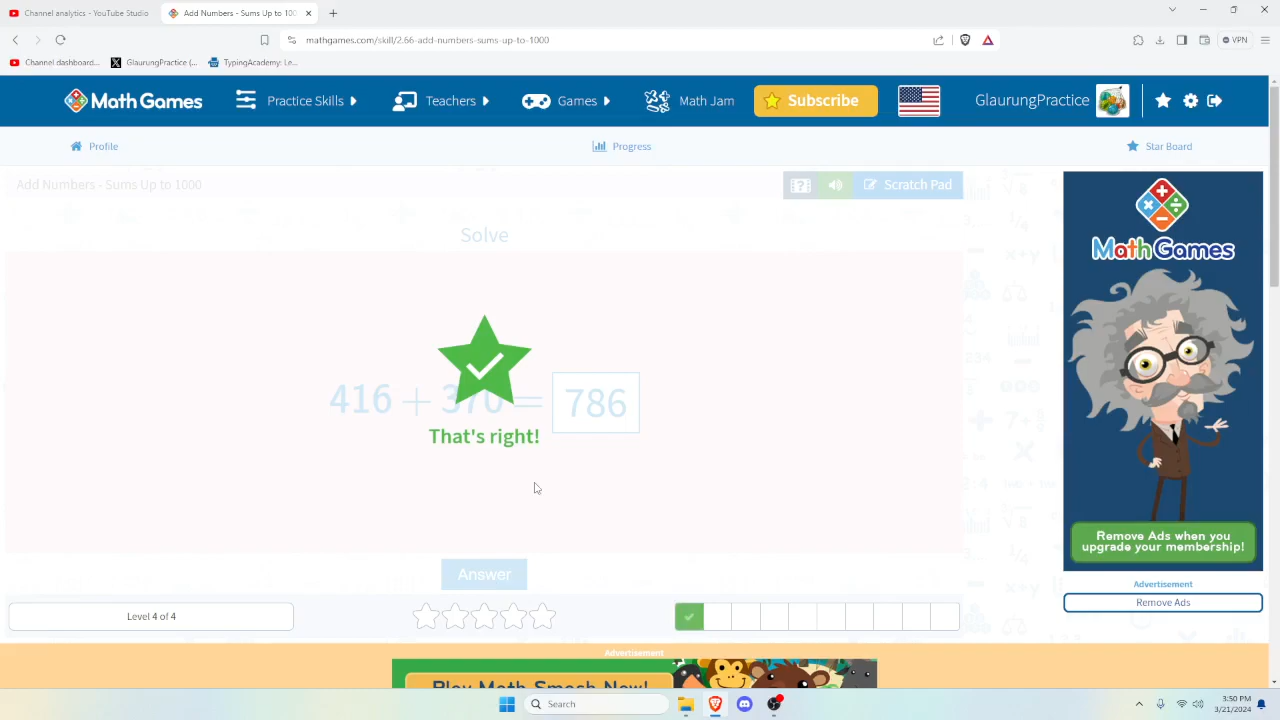 Channel analytics - YouTube Studio
Add Numbers - Sums Up to 100
mathgames.com/skill/2.66-add-numbers-sums-up-to-1000
VPN
Channel dashboard...
GlaurungPractice (...
TypingAcademy: Le...
Math Games
Practice Skills
Teachers
Games
Math Jam
Subscribe
GlaurungPractice
Profile
Progress
Star Board
Add Numbers - Sums Up to 1000
Scratch Pad
Solve
416 + 370 = 786
That's right!
Answer
Level 4 of 4
MathGames
Remove Ads when you
upgrade your membership!
Advertisement
Remove Ads
Advertisement
Play Math Smash Now!
Search
3:50 PM
3/21/2024